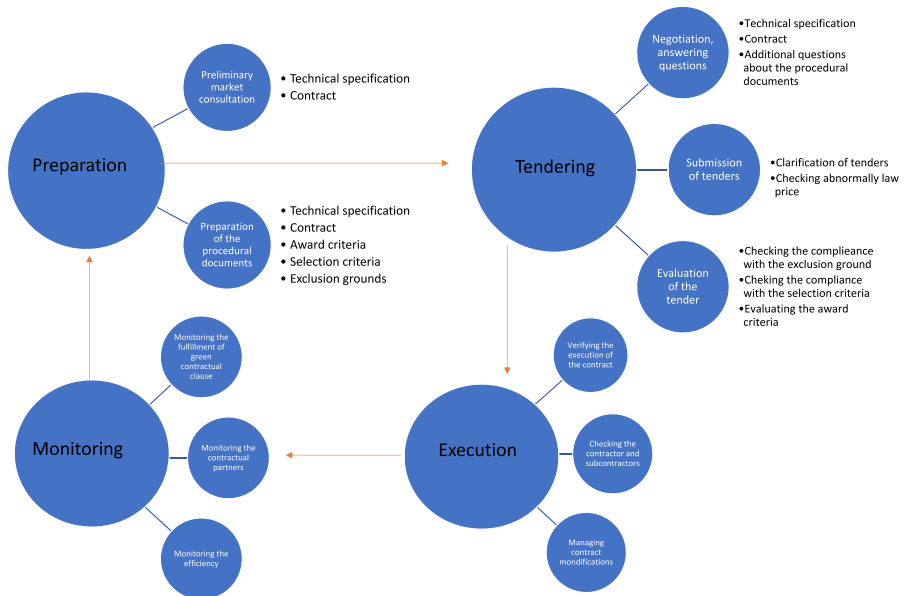 Preparation
Preliminary
market
consultation
• Technical specification
• Contract
Preparation
of the
procedural
documents
• Technical specification
• Contract
• Award criteria
• Selection criteria
• Exclusion grounds
Tendering
Negotiation,
answering
questions
•Technical specification
•Contract
•Additional questions
about the procedural
documents
Submission
of tenders
•Clarification of tenders
•Checking abnormally law
price
Evaluation
of the
tender
•Checking the complieance
with the exclusion ground
•Cheking the compliance
with the selection criteria
•Evaluating the award
criteria
Execution
Verifying the
execution of
the contract
Checking the
contractor and
subcontractors
Managing
contract
mondifications
Monitoring
Monitoring the
fulfillment of
green
contractual
clause
Monitoring the
contractual
partners
Monitoring the
efficiency